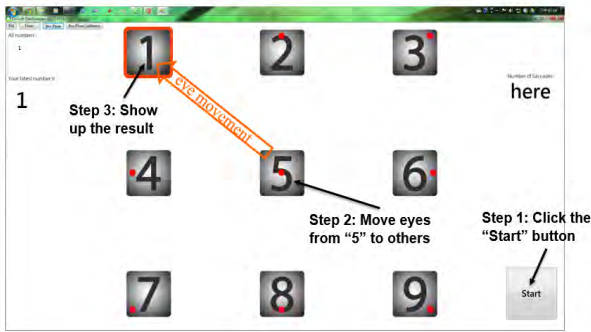 All numbers:
1
Your latest number is
1
1
2
3
Number of Saccades:
here
Step 3: Show
up the result
eye movement
4
5
6
Step 2: Move eyes
from “5” to others
Step 1: Click the
“Start” button
7
8
9
Start